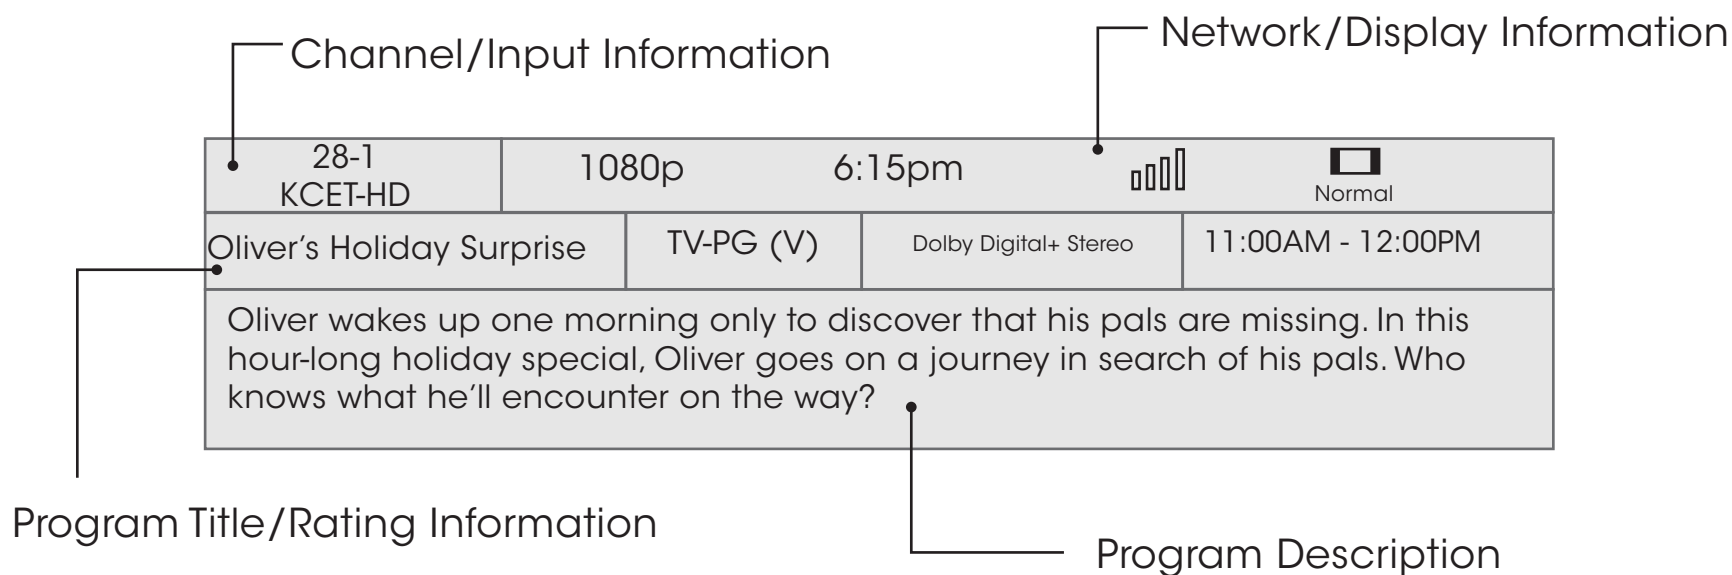 Channel/Input Information
Network/Display Information
28-1
KCET-HD
1080p
6:15pm
Normal
Oliver's Holiday Surprise
TV-PG (V)
Dolby Digital+ Stereo
11:00AM - 12:00PM
Oliver wakes up one morning only to discover that his pals are missing. In this
hour-long holiday special, Oliver goes on a journey in search of his pals. Who
knows what he'll encounter on the way?
Program Title/Rating Information
Program Description